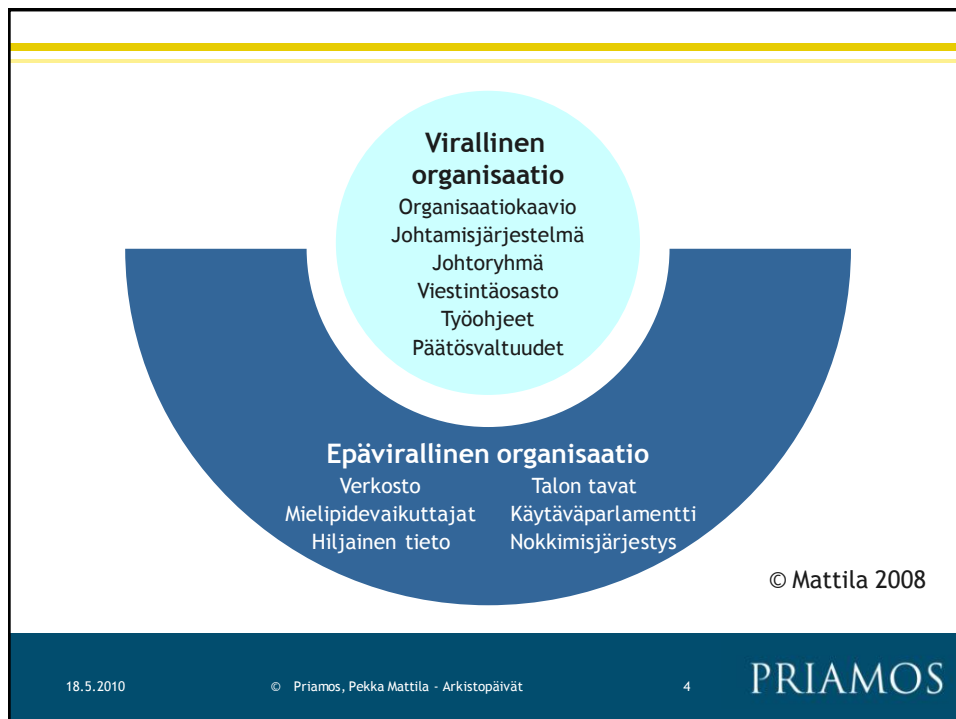 Virallinen
organisaatio
Organisaatiokaavio
Johtamisjärjestelmä
Johtoryhmä
Viestintäosasto
Työohjeet
Päätösvaltuudet
Epävirallinen organisaatio
Verkosto Talon tavat
Mielipidevaikuttajat Käytäväparlamentti
Hiljainen tieto Nokkimisjärjestys
© Mattila 2008
18.5.2010 © Priamos, Pekka Mattila - Arkistopäivät 4 PRIAMOS